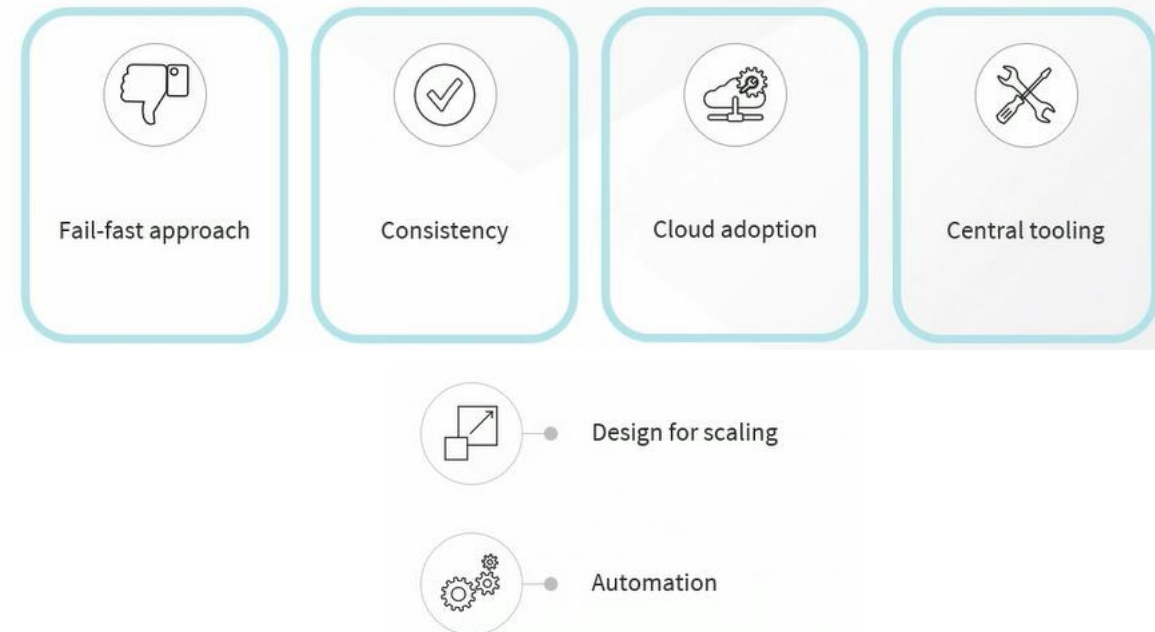 Fail-fast approach
Consistency
Cloud adoption
Central tooling
Design for scaling
Automation